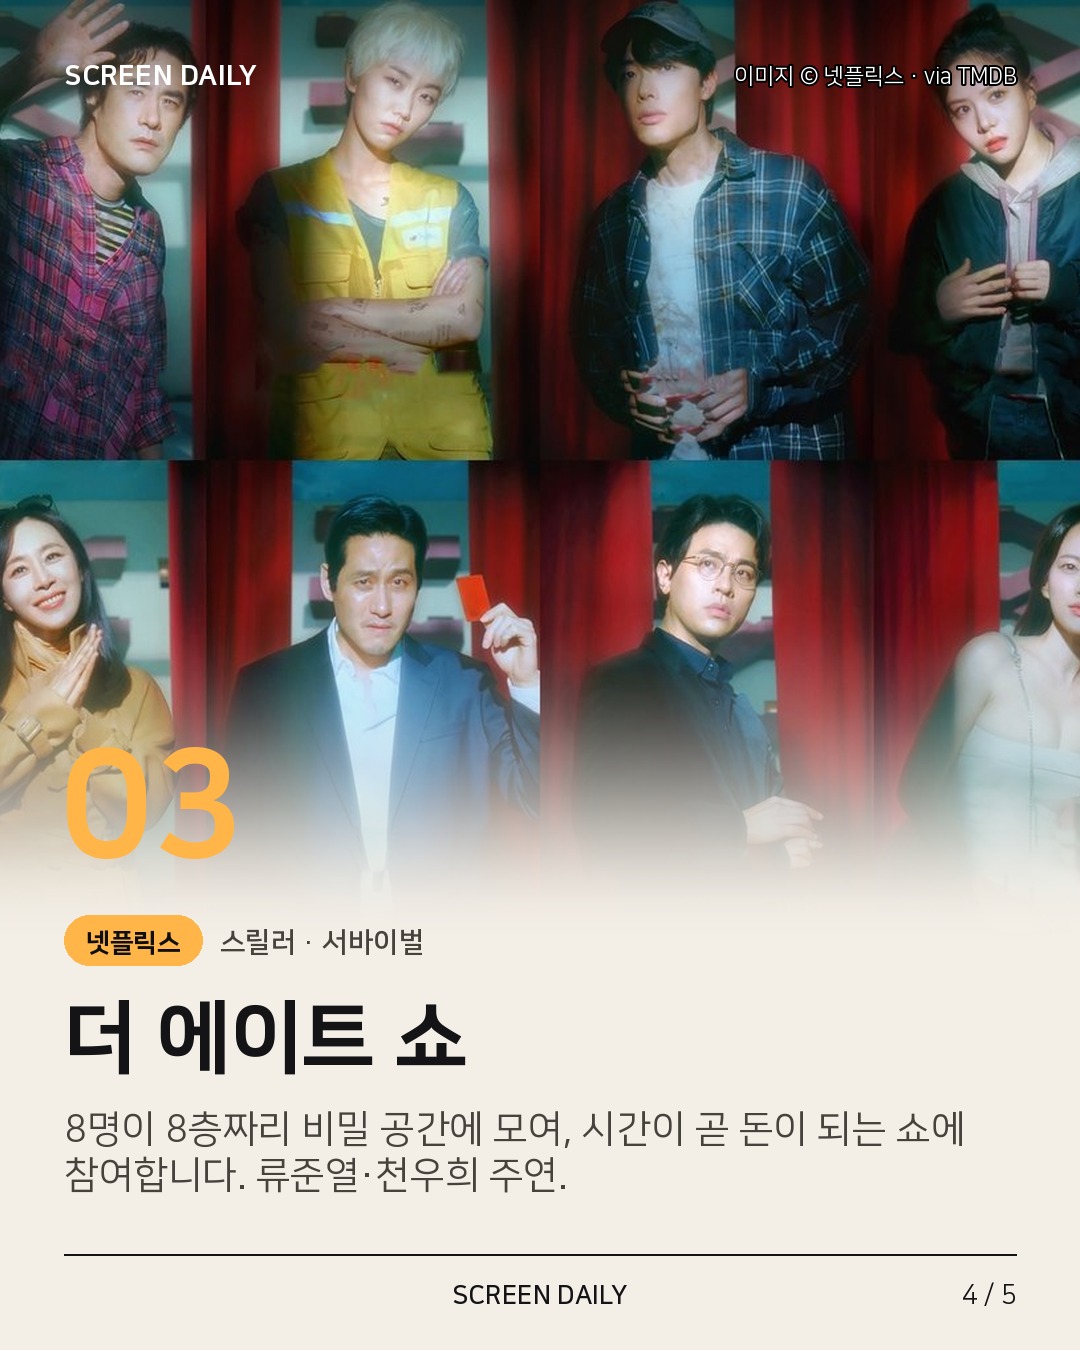 SCREEN DAILY
이미지 © 넷플릭스 · via TMDB
03
넷플릭스 스릴러 · 서바이벌
더 에이트 쇼
8명이 8층짜리 비밀 공간에 모여, 시간이 곧 돈이 되는 쇼에
참여합니다. 류준열·천우희 주연.
SCREEN DAILY
4 / 5